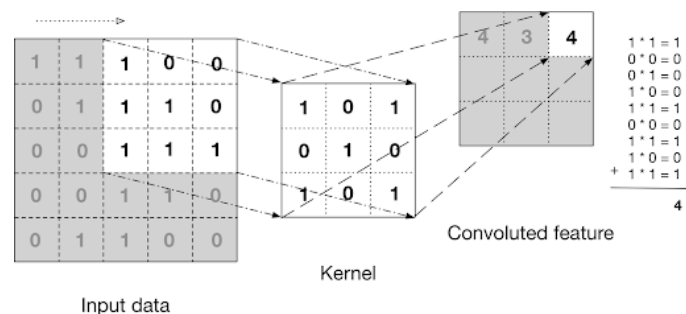 1 1 1 0 0
0 1 1 1 0
0 0 1 1 1
0 0 1 1 0
0 1 1 0 0
Input data
1 0 1
0 1 0
1 0 1
Kernel
4 3 4
Convoluted feature
1 * 1 = 1
0 * 0 = 0
0 * 1 = 0
1 * 0 = 0
1 * 1 = 1
0 * 0 = 0
1 * 1 = 1
1 * 0 = 0
+ 1 * 1 = 1
4